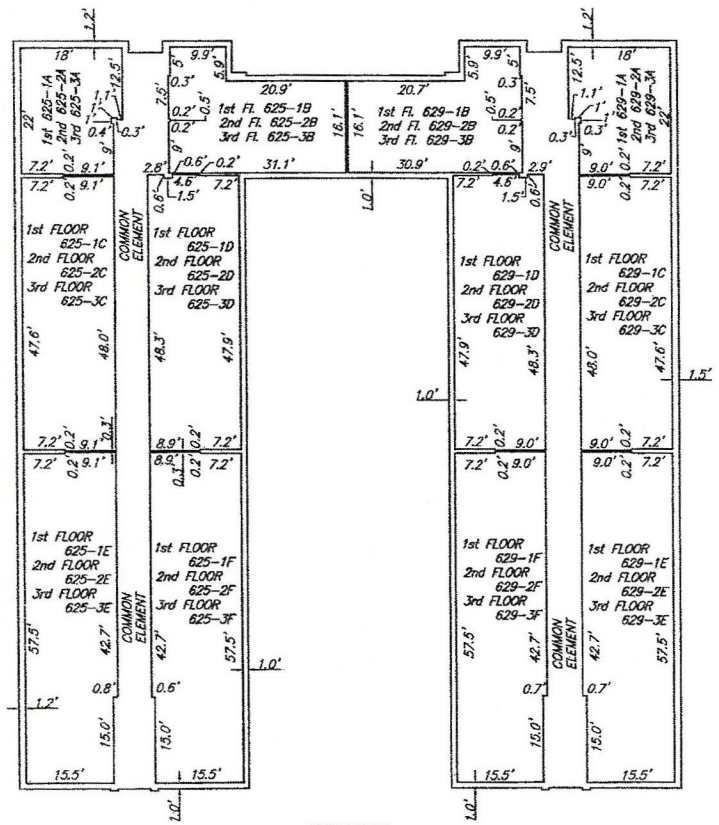 1.2'
1.2'
18'
9.9'
5'
5.9'
9.9'
5.9'
5'
18'
12.5'
12.5'
1st 625-1A
2nd 625-2A
3rd 625-3A
22'
1.1'
1'
0.4'
0.3'
9'
7.5'
0.3'
0.5'
0.2'
0.2'
9'
20.9'
20.7'
1st Fl. 625-1B
2nd Fl. 625-2B
3rd Fl. 625-3B
16.1'
16.1'
1st Fl. 629-1B
2nd Fl. 629-2B
3rd Fl. 629-3B
0.3'
0.5'
0.2'
0.2'
7.5'
9'
1.1'
1'
0.3'
0.3'
9'
1st 629-1A
2nd 629-2A
3rd 629-3A
22'
7.2'
0.2'
9.1'
2.8'
0.6'
0.2'
31.1'
30.9'
0.2'
0.6'
2.9'
9.0'
0.2'
7.2'
7.2'
0.2'
9.1'
0.6'
4.6'
1.5'
7.2'
1.0'
7.2'
4.6'
1.5'
0.6'
9.0'
0.2'
7.2'
COMMON
ELEMENT
COMMON
ELEMENT
1st FLOOR
625-1C
2nd FLOOR
625-2C
3rd FLOOR
625-3C
1st FLOOR
625-1D
2nd FLOOR
625-2D
3rd FLOOR
625-3D
1st FLOOR
629-1D
2nd FLOOR
629-2D
3rd FLOOR
629-3D
1st FLOOR
629-1C
2nd FLOOR
629-2C
3rd FLOOR
629-3C
47.6'
48.0'
48.3'
47.9'
47.9'
48.3'
48.0'
47.6'
1.5'
1.0'
7.2'
0.2'
9.1'
0.3'
8.9'
0.2'
7.2'
7.2'
0.2'
9.0'
9.0'
0.2'
7.2'
7.2'
0.2'
9.1'
8.9'
0.3'
0.2'
7.2'
7.2'
0.2'
9.0'
9.0'
0.2'
7.2'
1st FLOOR
625-1E
2nd FLOOR
625-2E
3rd FLOOR
625-3E
1st FLOOR
625-1F
2nd FLOOR
625-2F
3rd FLOOR
625-3F
1st FLOOR
629-1F
2nd FLOOR
629-2F
3rd FLOOR
629-3F
1st FLOOR
629-1E
2nd FLOOR
629-2E
3rd FLOOR
629-3E
COMMON
ELEMENT
COMMON
ELEMENT
57.5'
42.7'
42.7'
57.5'
57.5'
42.7'
42.7'
57.5'
1.0'
0.8'
0.6'
0.7'
0.7'
1.2'
15.0'
15.0'
15.0'
15.0'
15.5'
15.5'
15.5'
15.5'
1.0'
1.0'